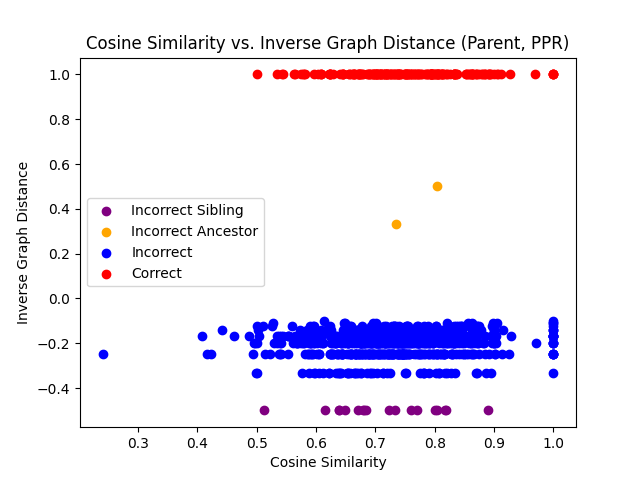 Cosine Similarity vs. Inverse Graph Distance (Parent, PPR)
1.0
0.8
0.6
0.4
0.2
0.0
−0.2
−0.4
Inverse Graph Distance
Incorrect Sibling
Incorrect Ancestor
Incorrect
Correct
0.3 0.4 0.5 0.6 0.7 0.8 0.9 1.0
Cosine Similarity